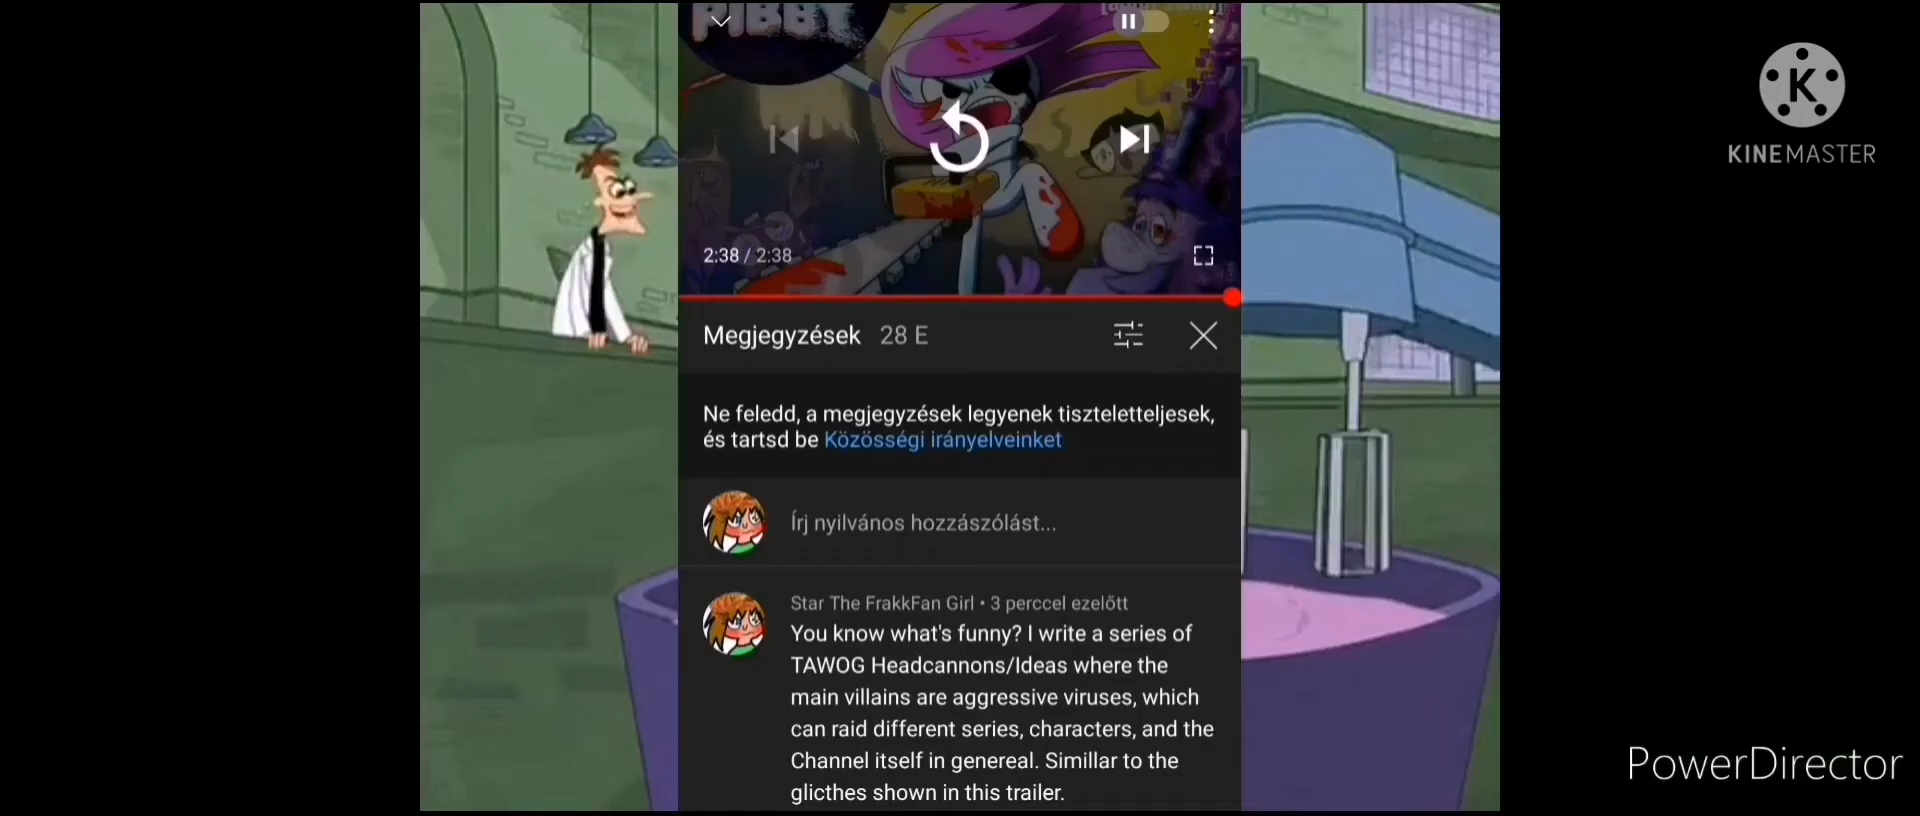 PIBBY
[adult swim]
2:38 / 2:38
Megjegyzések 28 E
Ne feledd, a megjegyzések legyenek tiszteletteljesek,
és tartsd be Közösségi irányelveinket
Írj nyilvános hozzászólást...
Star The FrakkFan Girl • 3 perccel ezelőtt
You know what's funny? I write a series of
TAWOG Headcannons/Ideas where the
main villains are aggressive viruses, which
can raid different series, characters, and the
Channel itself in genereal. Simillar to the
glicthes shown in this trailer.
K
KINEMASTER
PowerDirector